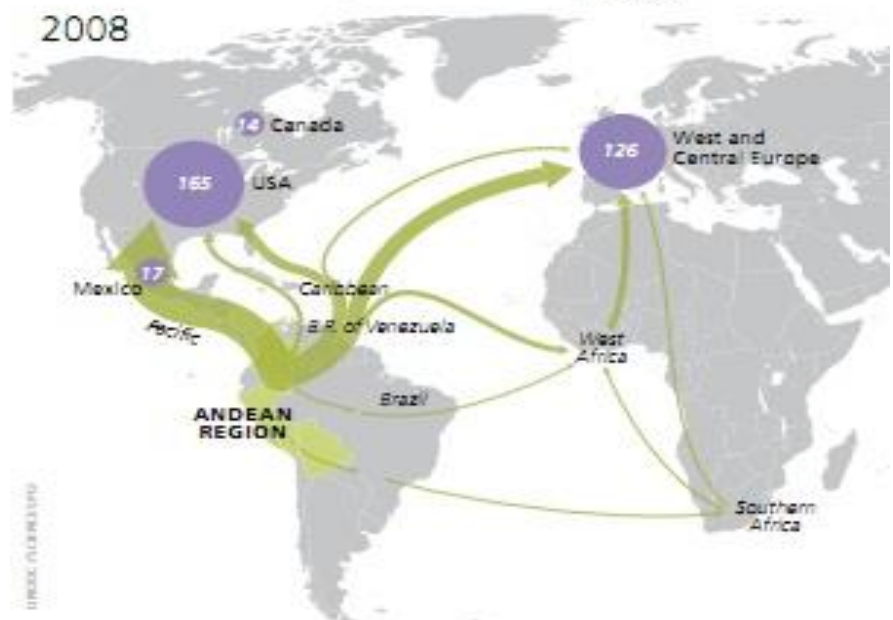 2008
14 Canada
165 USA
126 West and
Central Europe
17
Mexico
Caribbean
Pacific
B.R. of Venezuela
West
Africa
Brazil
ANDEAN
REGION
Southern
Africa